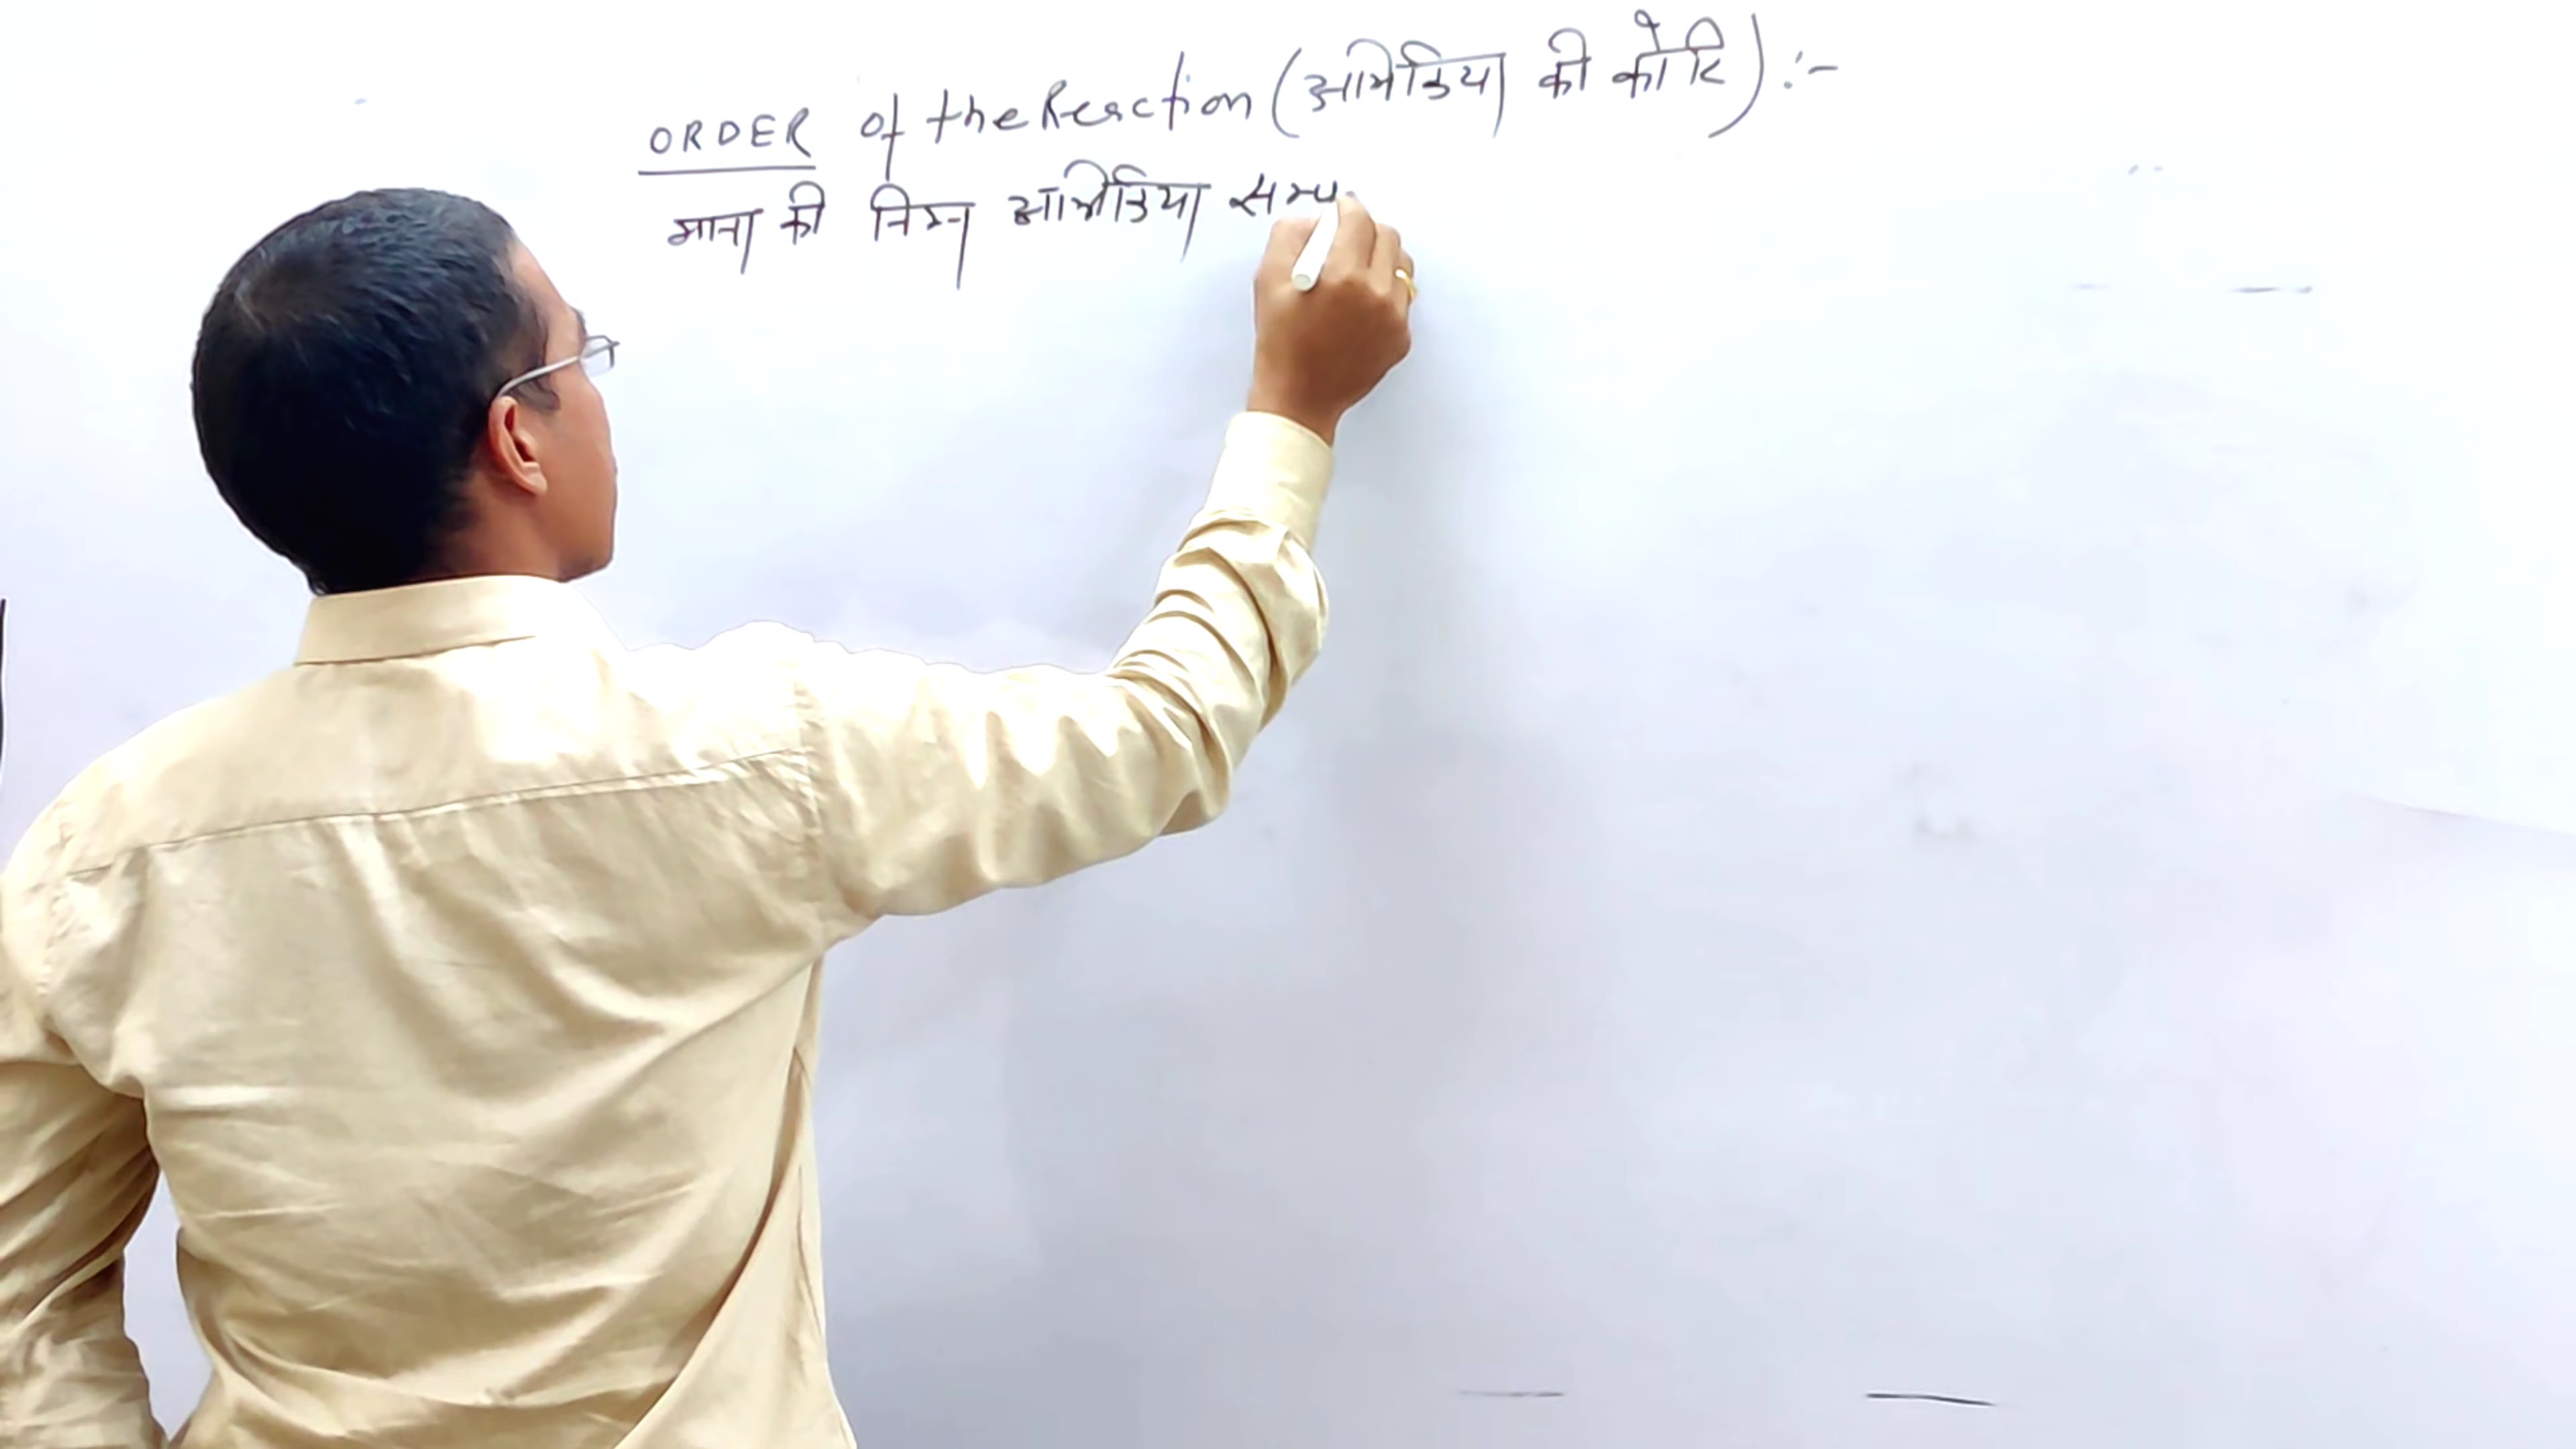 ORDER of the Reaction (अभिक्रिया की कोटि) :-
माना की निम्न अभिक्रिया सम्प